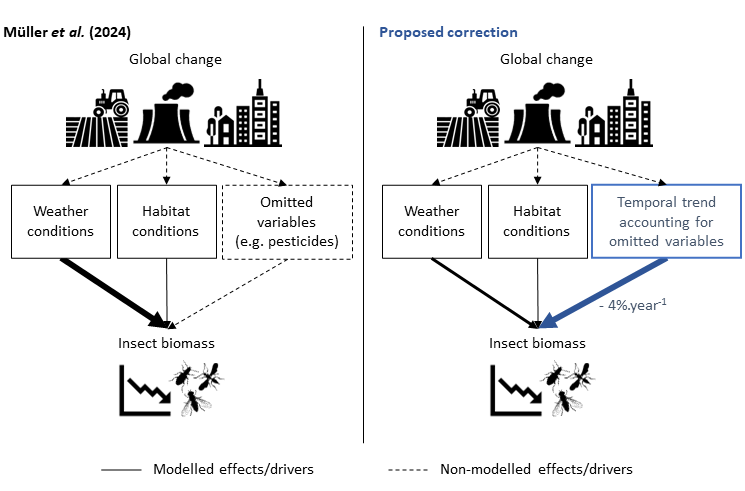 Müller et al. (2024)
Global change
Weather
conditions
Habitat
conditions
Omitted
variables
(e.g. pesticides)
Insect biomass
Proposed correction
Global change
Weather
conditions
Habitat
conditions
Temporal trend
accounting for
omitted variables
- 4%.year⁻¹
Insect biomass
Modelled effects/drivers
Non-modelled effects/drivers